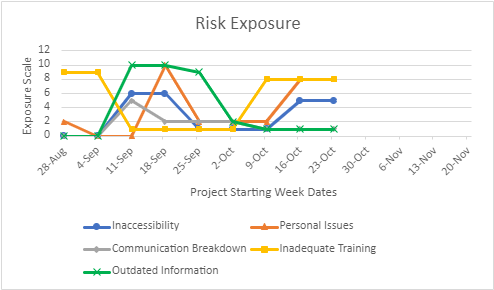 Risk Exposure
Exposure Scale
12
10
8
6
4
2
0
28-Aug 4-Sep 11-Sep 18-Sep 25-Sep 2-Oct 9-Oct 16-Oct 23-Oct 30-Oct 6-Nov 13-Nov 20-Nov
Project Starting Week Dates
Inaccessibility Personal Issues
Communication Breakdown Inadequate Training
Outdated Information